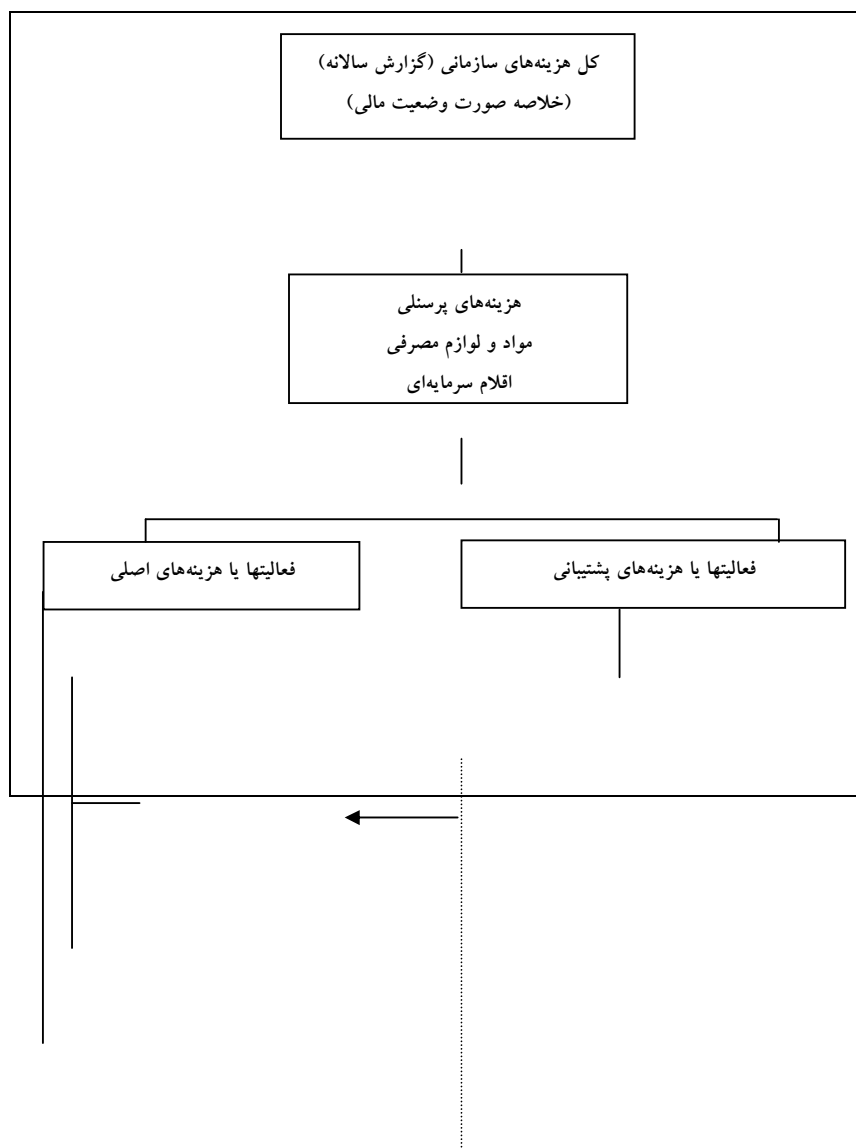 کل هزینه‌های سازمانی (گزارش سالانه)
(خلاصه صورت وضعیت مالی)
هزینه‌های پرسنلی
مواد و لوازم مصرفی
اقلام سرمایه‌ای
فعالیتها یا هزینه‌های پشتیبانی
فعالیتها یا هزینه‌های اصلی